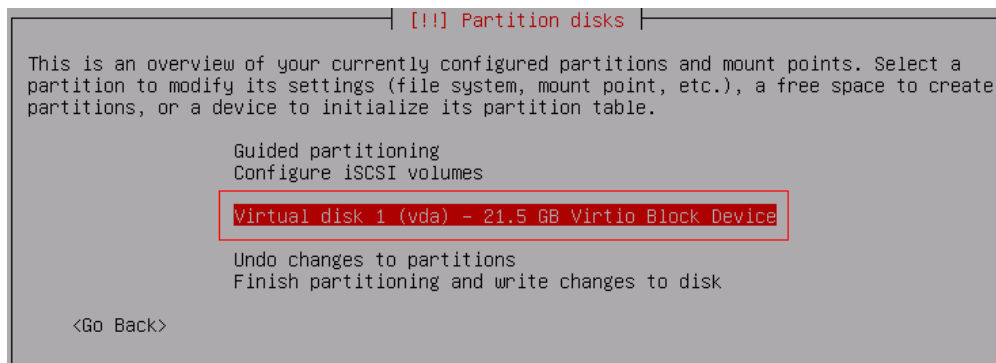 [!!] Partition disks
This is an overview of your currently configured partitions and mount points. Select a
partition to modify its settings (file system, mount point, etc.), a free space to create
partitions, or a device to initialize its partition table.
Guided partitioning
Configure iSCSI volumes
Virtual disk 1 (vda) – 21.5 GB Virtio Block Device
Undo changes to partitions
Finish partitioning and write changes to disk
<Go Back>